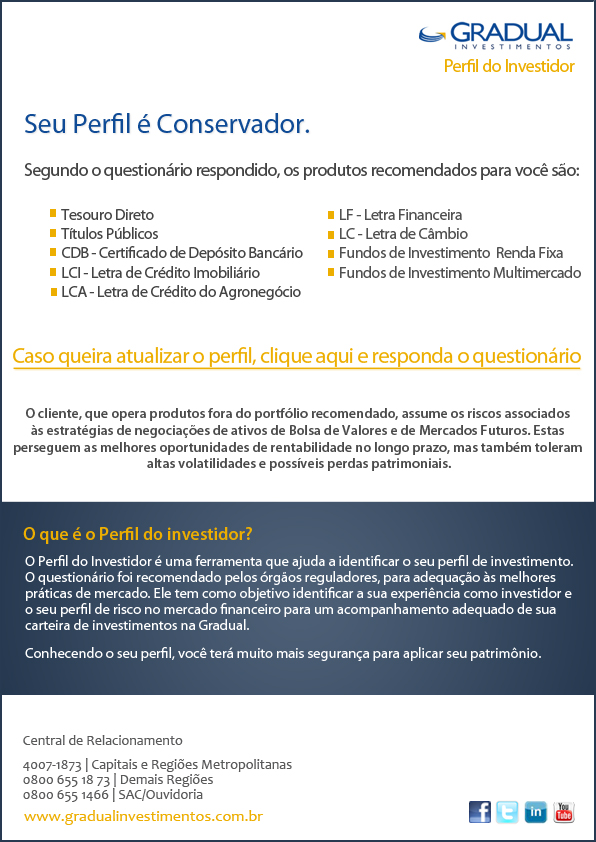 GRADUAL
INVESTIMENTOS
Perfil do Investidor
Seu Perfil é Conservador.
Segundo o questionário respondido, os produtos recomendados para você são:
Tesouro Direto
Títulos Públicos
CDB - Certificado de Depósito Bancário
LCI - Letra de Crédito Imobiliário
LCA - Letra de Crédito do Agronegócio
LF - Letra Financeira
LC - Letra de Câmbio
Fundos de Investimento Renda Fixa
Fundos de Investimento Multimercado
Caso queira atualizar o perfil, clique aqui e responda o questionário
O cliente, que opera produtos fora do portfólio recomendado, assume os riscos associados
às estratégias de negociações de ativos de Bolsa de Valores e de Mercados Futuros. Estas
perseguem as melhores oportunidades de rentabilidade no longo prazo, mas também toleram
altas volatilidades e possíveis perdas patrimoniais.
O que é o Perfil do investidor?
O Perfil do Investidor é uma ferramenta que ajuda a identificar o seu perfil de investimento.
O questionário foi recomendado pelos órgãos reguladores, para adequação às melhores
práticas de mercado. Ele tem como objetivo identificar a sua experiência como investidor e
o seu perfil de risco no mercado financeiro para um acompanhamento adequado de sua
carteira de investimentos na Gradual.
Conhecendo o seu perfil, você terá muito mais segurança para aplicar seu patrimônio.
Central de Relacionamento
4007-1873 | Capitais e Regiões Metropolitanas
0800 655 18 73 | Demais Regiões
0800 655 1466 | SAC/Ouvidoria
www.gradualinvestimentos.com.br
f t in You Tube